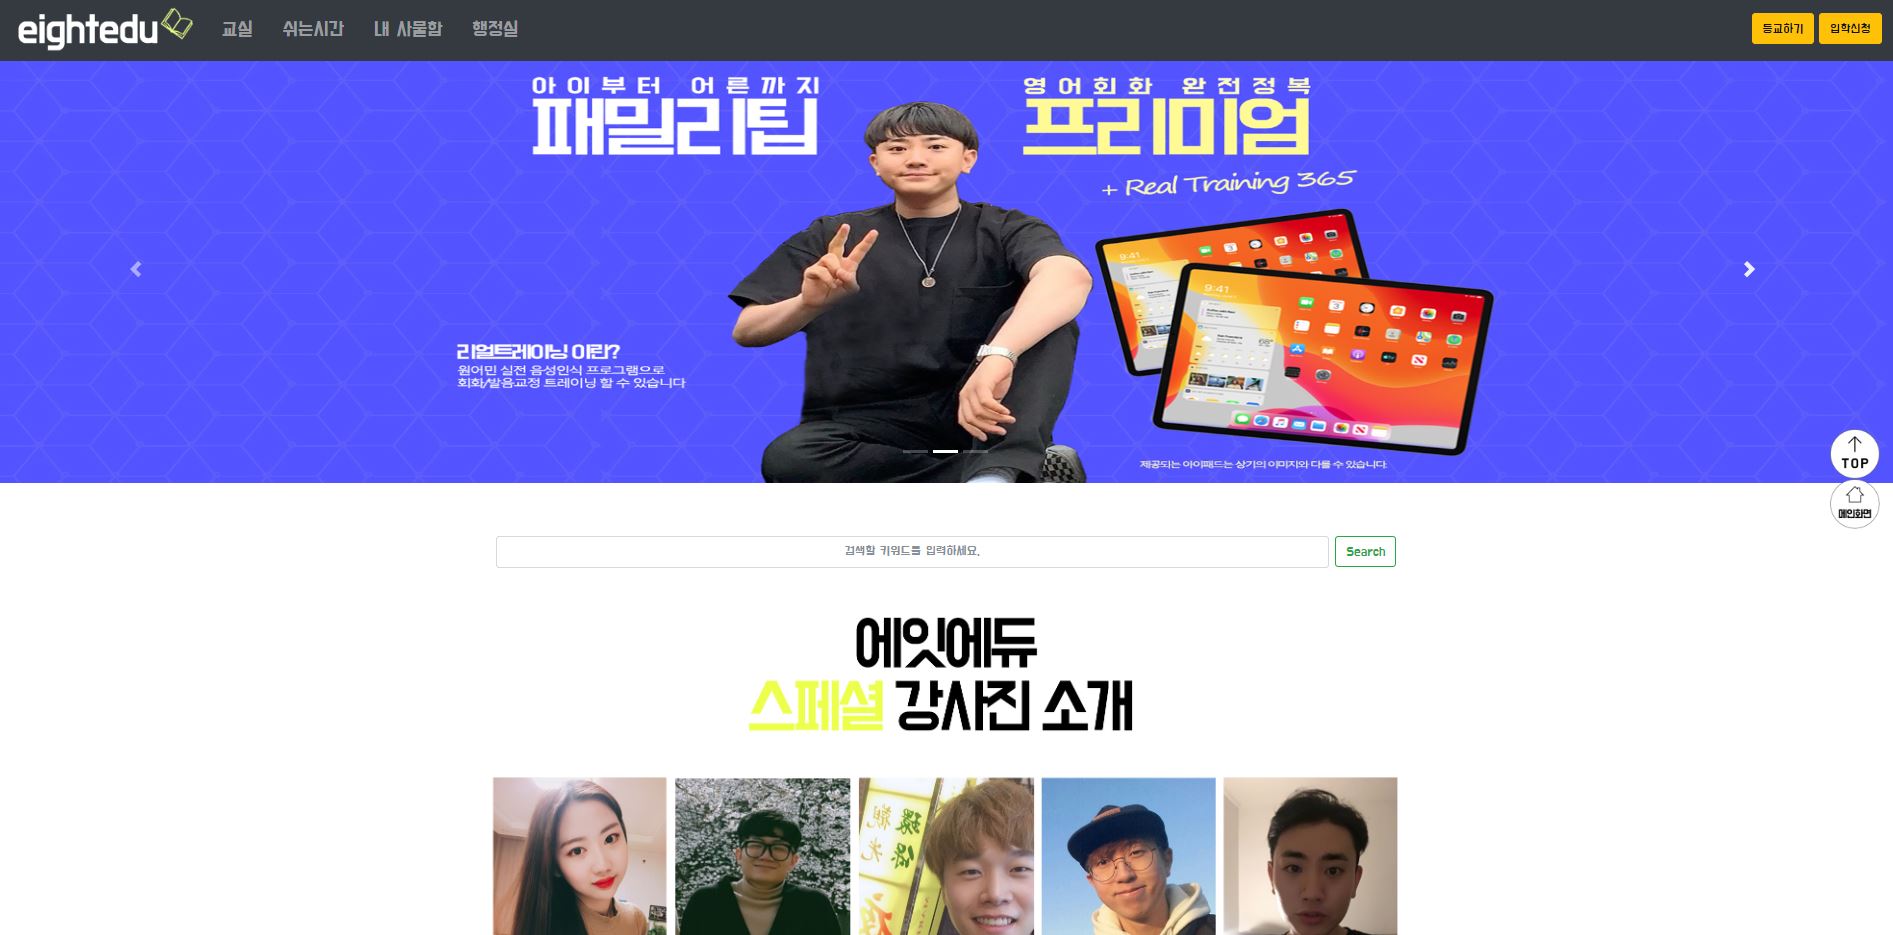 eightedu
교실
쉬는시간
내 사물함
행정실
등교하기
입학신청
아이부터 어른까지
패밀리팁
영어회화 완전정복
프리미엄
+ Real Training 365
9:41
9:41
리얼트레이닝 이란?
원어민 실전 음성인식 프로그램으로
회화/발음교정 트레이닝 할 수 있습니다
제공되는 아이패드는 상기의 이미지와 다를 수 있습니다.
TOP
메인화면
검색할 키워드를 입력하세요.
Search
에잇에듀
스페셜 강사진 소개